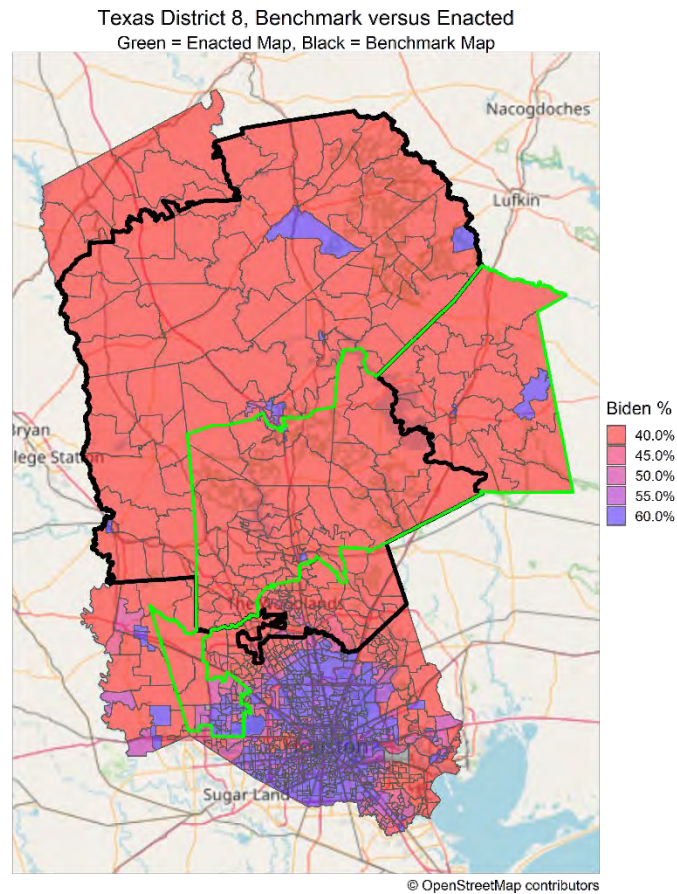 Texas District 8, Benchmark versus Enacted
Green = Enacted Map, Black = Benchmark Map
Nacogdoches
Lufkin
Biden %
40.0%
45.0%
50.0%
55.0%
60.0%
Bryan
lege Station
The Woodlands
Houston
Sugar Land
© OpenStreetMap contributors